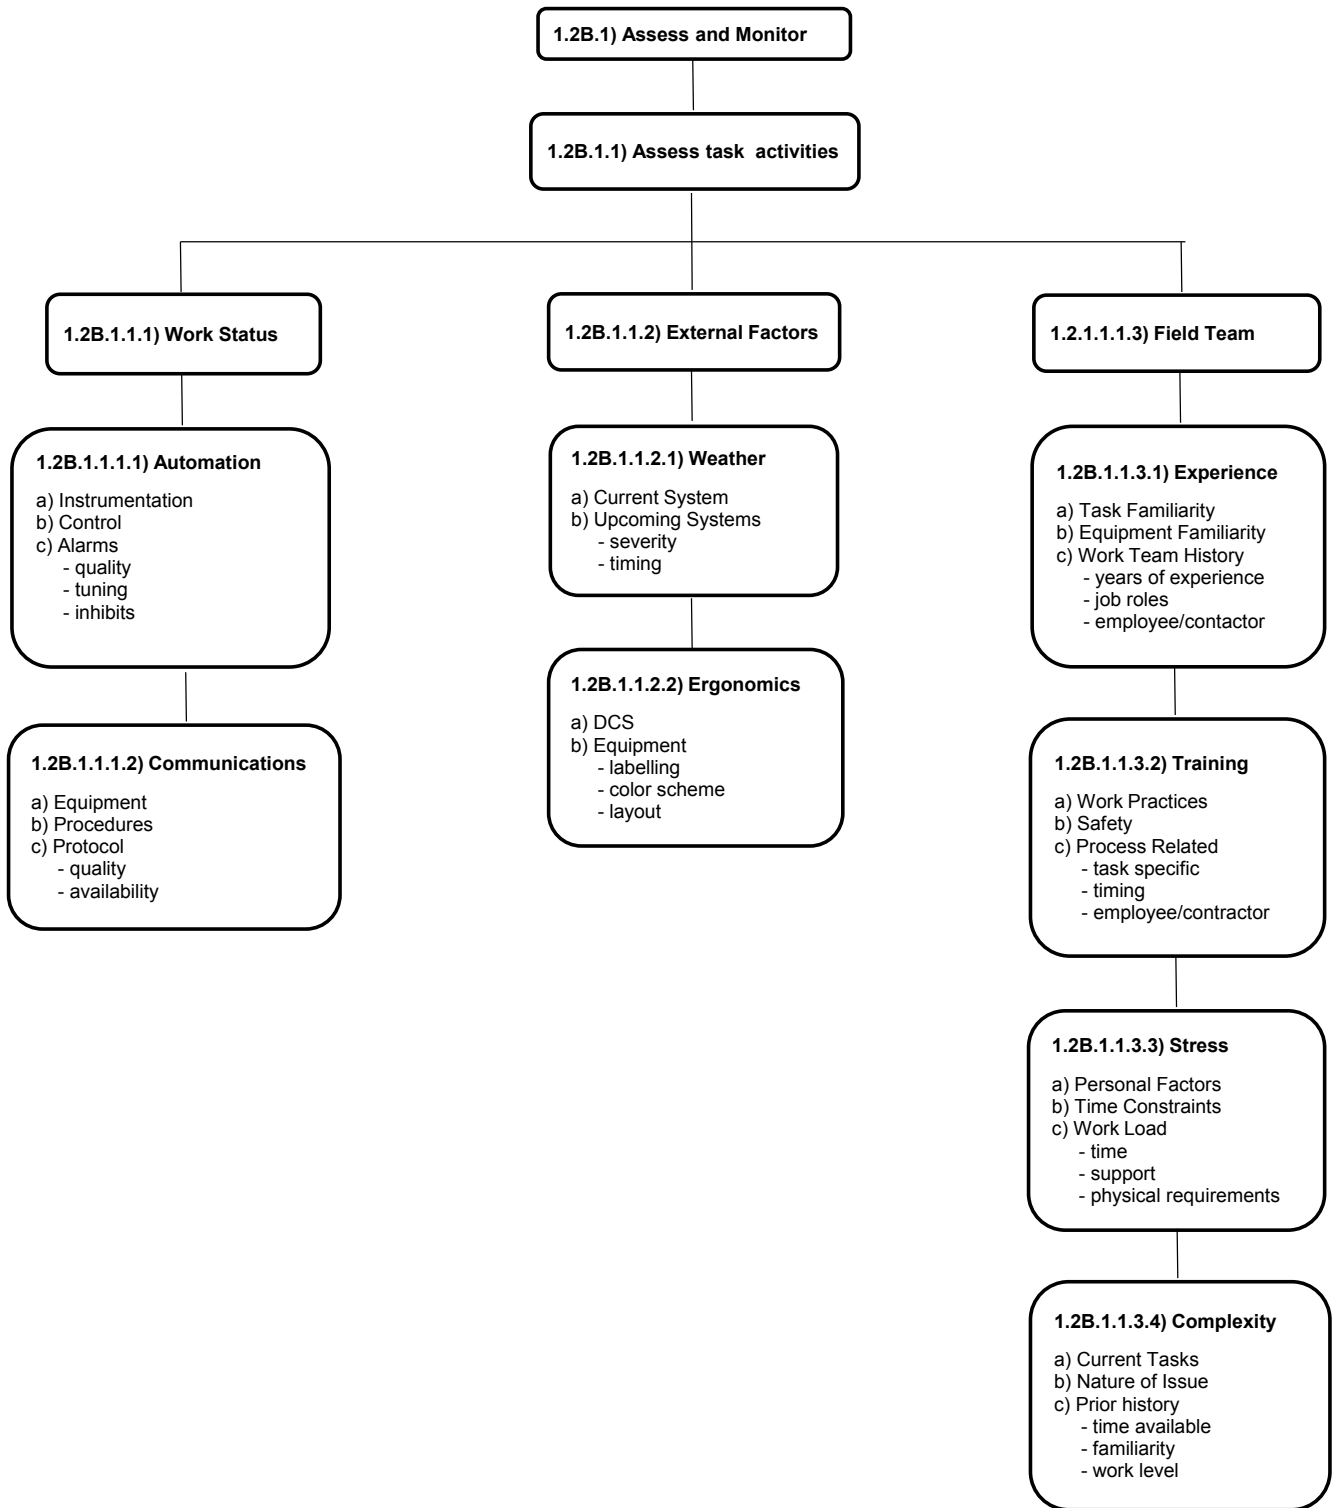 1.2B.1) Assess and Monitor
1.2B.1.1) Assess task activities
1.2B.1.1.1) Work Status
1.2B.1.1.1.1) Automation
a) Instrumentation
b) Control
c) Alarms
- quality
- tuning
- inhibits
1.2B.1.1.1.2) Communications
a) Equipment
b) Procedures
c) Protocol
- quality
- availability
1.2B.1.1.2) External Factors
1.2B.1.1.2.1) Weather
a) Current System
b) Upcoming Systems
- severity
- timing
1.2B.1.1.2.2) Ergonomics
a) DCS
b) Equipment
- labelling
- color scheme
- layout
1.2.1.1.1.3) Field Team
1.2B.1.1.3.1) Experience
a) Task Familiarity
b) Equipment Familiarity
c) Work Team History
- years of experience
- job roles
- employee/contactor
1.2B.1.1.3.2) Training
a) Work Practices
b) Safety
c) Process Related
- task specific
- timing
- employee/contractor
1.2B.1.1.3.3) Stress
a) Personal Factors
b) Time Constraints
c) Work Load
- time
- support
- physical requirements
1.2B.1.1.3.4) Complexity
a) Current Tasks
b) Nature of Issue
c) Prior history
- time available
- familiarity
- work level